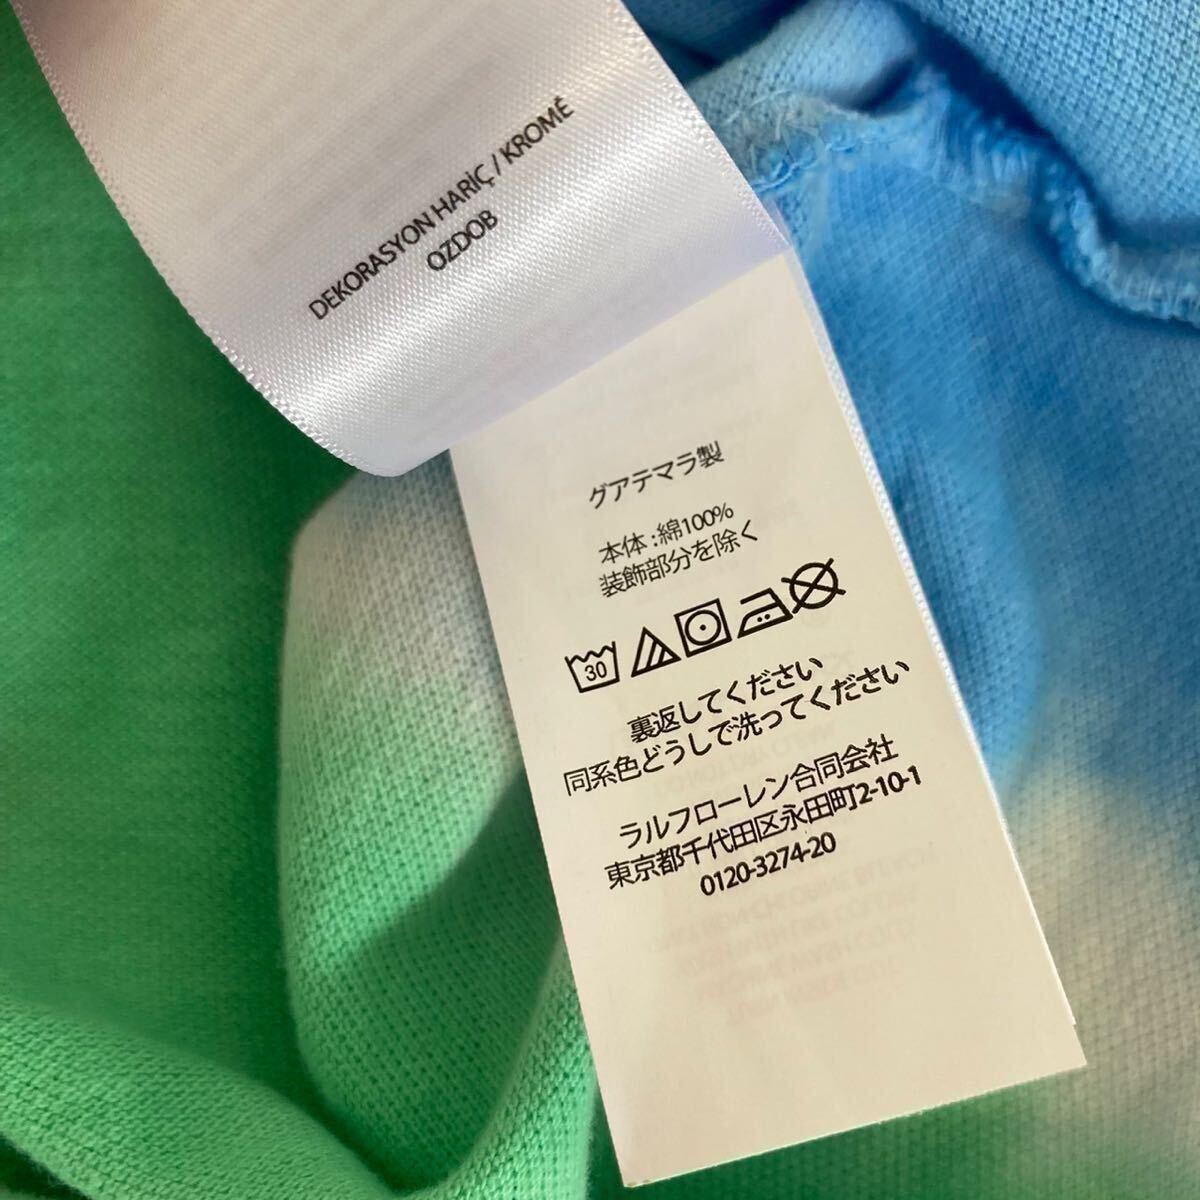 DEKORASYON HARİÇ / KROMĚ
OZDOB
グアテマラ製
本体 : 綿100%
装飾部分を除く
30
裏返してください
同系色どうしで洗ってください
ラルフローレン合同会社
東京都千代田区永田町2-10-1
0120-3274-20